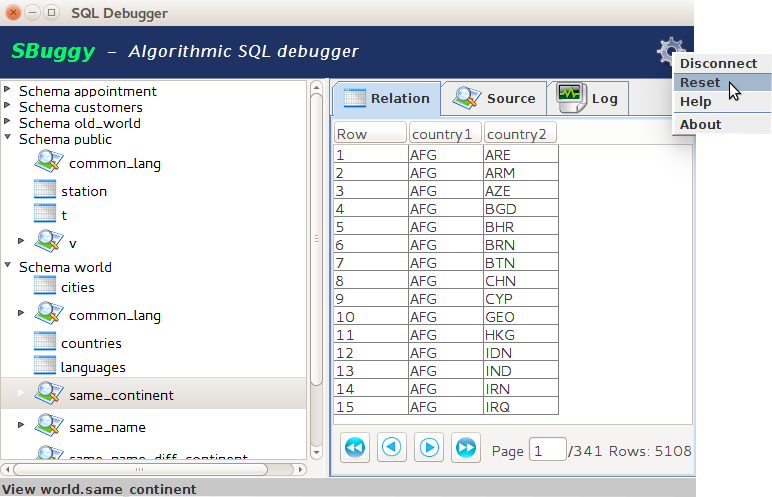 SQL Debugger
SBuggy – Algorithmic SQL debugger
Disconnect
Reset
Help
About
Schema appointment
Schema customers
Schema old_world
Schema public
common_lang
station
t
v
Schema world
cities
common_lang
countries
languages
same_continent
same_name
same_name_diff_continent
Relation Source Log
Row country1 country2
1 AFG ARE
2 AFG ARM
3 AFG AZE
4 AFG BGD
5 AFG BHR
6 AFG BRN
7 AFG BTN
8 AFG CHN
9 AFG CYP
10 AFG GEO
11 AFG HKG
12 AFG IDN
13 AFG IND
14 AFG IRN
15 AFG IRQ
Page 1 /341 Rows: 5108
View world.same_continent